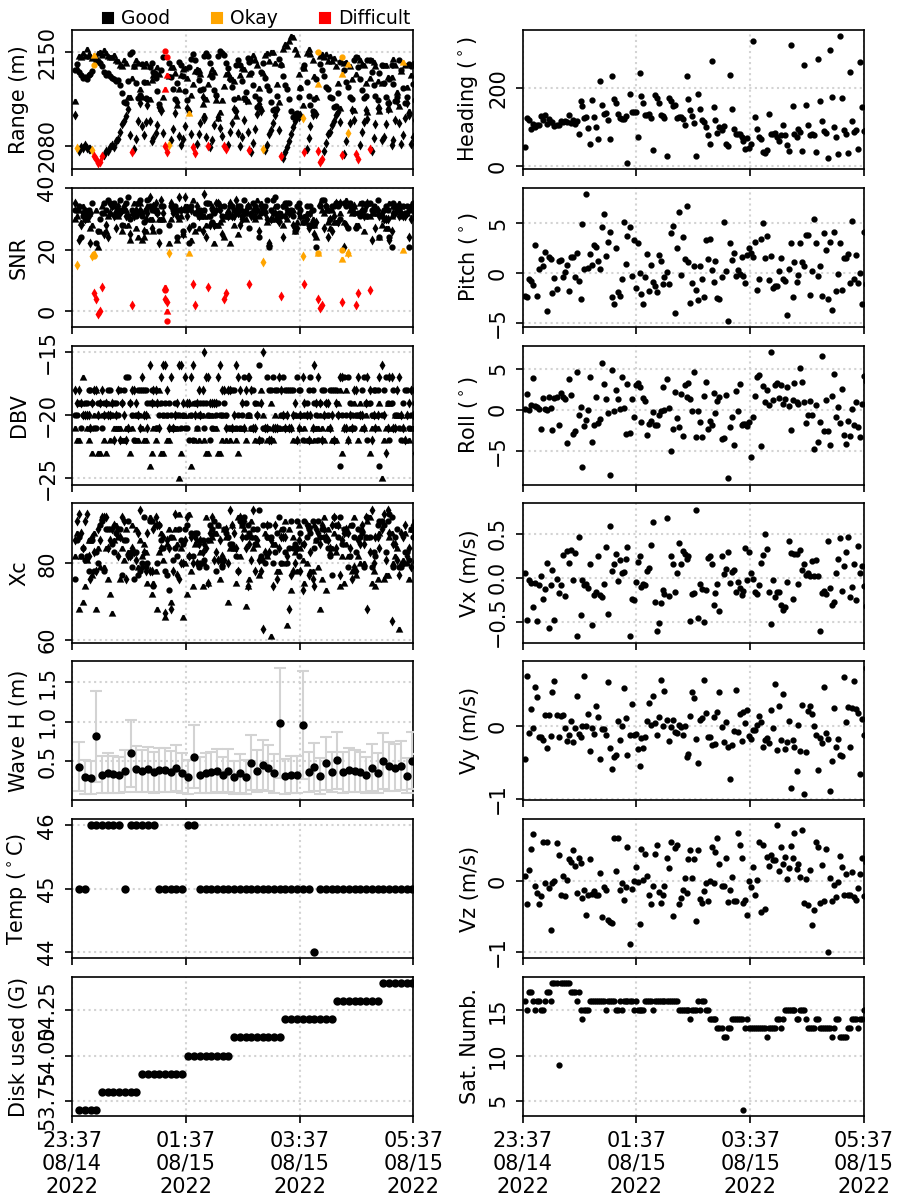 Good Okay Difficult
Range (m)
2150
2080
Heading (°)
200
0
SNR
40
20
0
Pitch (°)
5
0
−5
DBV
−15
−20
−25
Roll (°)
5
0
−5
Xc
80
60
Vx (m/s)
0.5
0.0
−0.5
Wave H (m)
1.5
1.0
0.5
Vy (m/s)
0
−1
Temp (°C)
46
45
44
Vz (m/s)
0
−1
Disk used (G)
54.25
54.00
53.75
Sat. Numb.
15
10
5
23:37 01:37 03:37 05:37
08/14 08/15 08/15 08/15
2022 2022 2022 2022
23:37 01:37 03:37 05:37
08/14 08/15 08/15 08/15
2022 2022 2022 2022